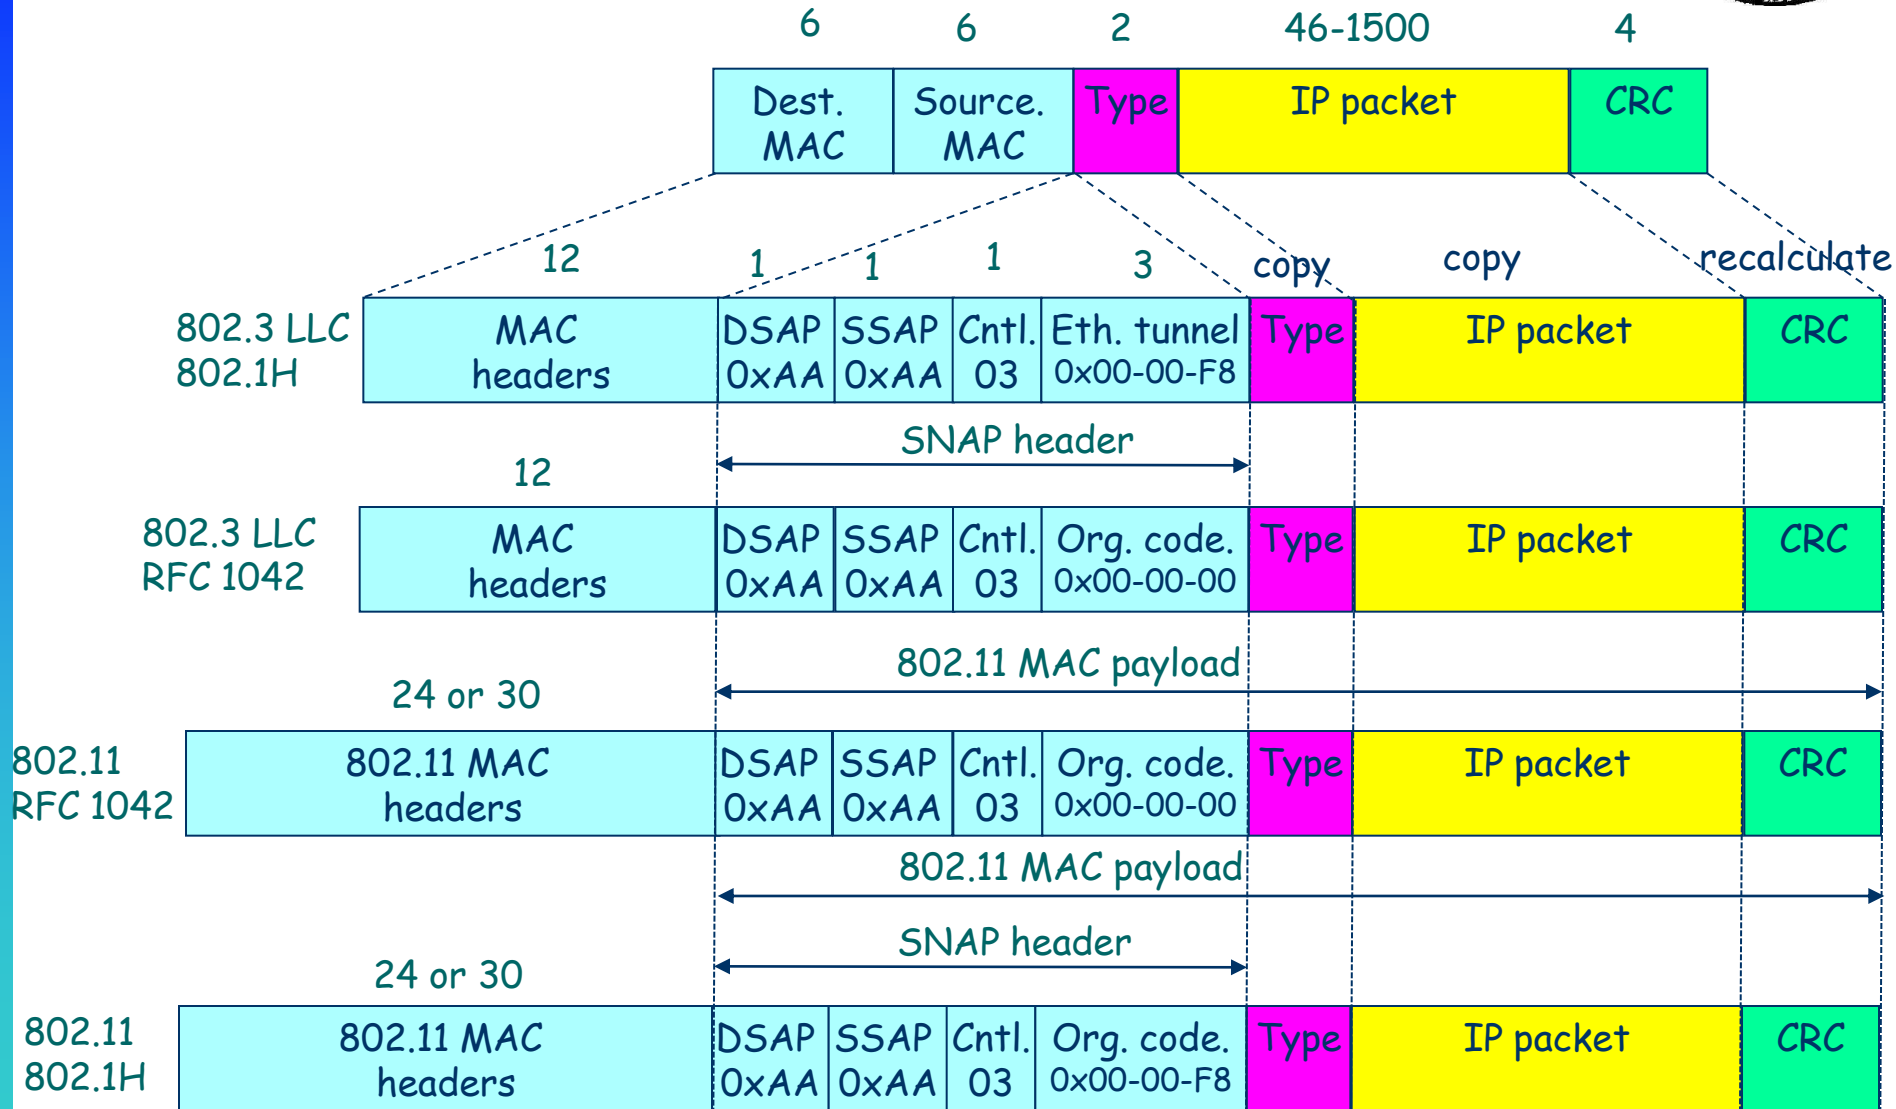 6 6 2 46-1500 4
Dest. Source. Type IP packet CRC
MAC MAC
12 1 1 1 3 copy copy recalculate
802.3 LLC MAC DSAP SSAP Cntl. Eth. tunnel Type IP packet CRC
802.1H headers 0xAA 0xAA 03 0x00-00-F8
SNAP header
12
802.3 LLC MAC DSAP SSAP Cntl. Org. code. Type IP packet CRC
RFC 1042 headers 0xAA 0xAA 03 0x00-00-00
802.11 MAC payload
24 or 30
802.11 802.11 MAC DSAP SSAP Cntl. Org. code. Type IP packet CRC
RFC 1042 headers 0xAA 0xAA 03 0x00-00-00
802.11 MAC payload
SNAP header
24 or 30
802.11 802.11 MAC DSAP SSAP Cntl. Org. code. Type IP packet CRC
802.1H headers 0xAA 0xAA 03 0x00-00-F8